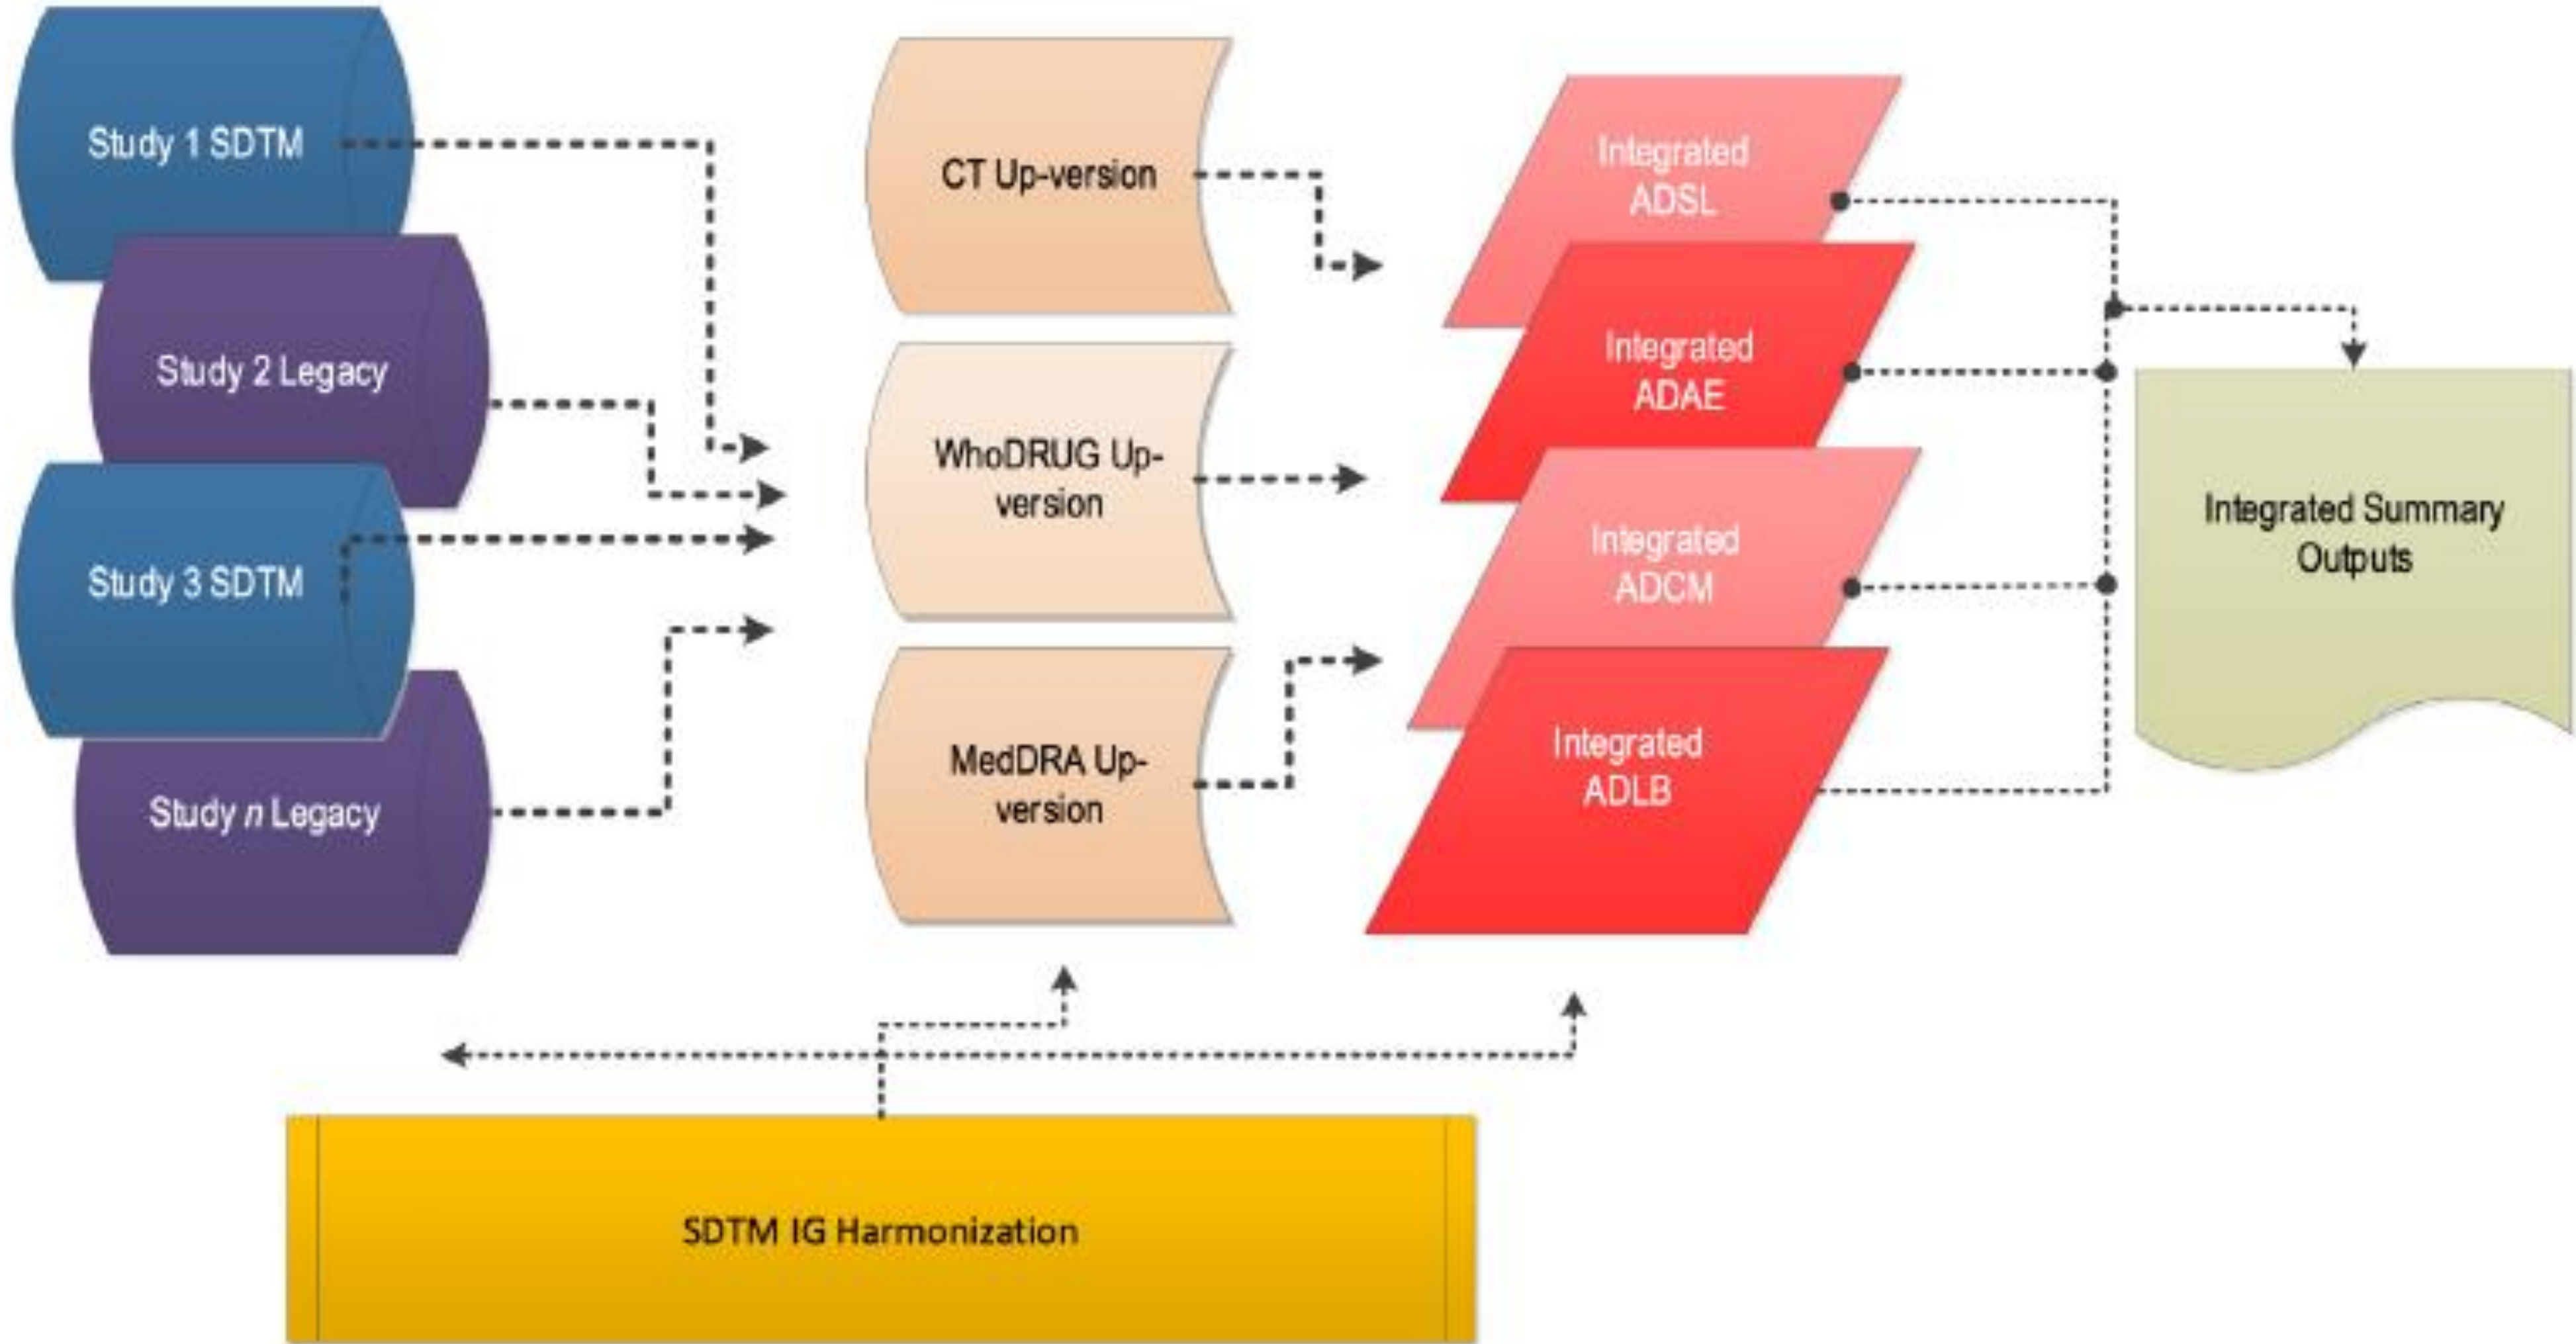 Study 1 SDTM
Study 2 Legacy
Study 3 SDTM
Study n Legacy
CT Up-version
WhoDRUG Up-
version
MedDRA Up-
version
Integrated
ADSL
Integrated
ADAE
Integrated
ADCM
Integrated
ADLB
Integrated Summary
Outputs
SDTM IG Harmonization